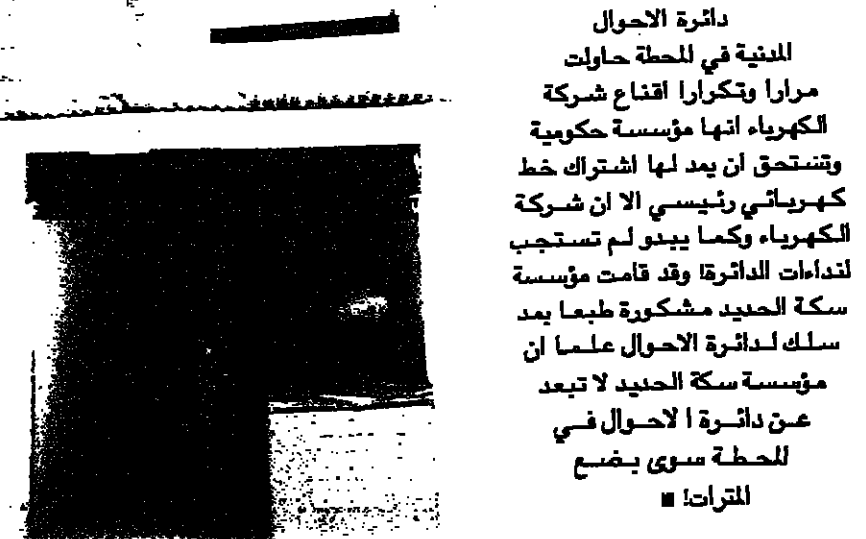 دائرة الاحوال
المدنية في المحطة حاولت
مرارا وتكرارا اقناع شركة
الكهرباء انها مؤسسة حكومية
وتستحق ان يمد لها اشتراك خط
كهربائي رئيسي الا ان شركة
الكهرباء وكما يبدو لم تستجب
لنداءات الدائرة! وقد قامت مؤسسة
سكة الحديد مشكورة طبعا بمد
سلك لدائرة الاحوال علما ان
مؤسسة سكة الحديد لا تبعد
عن دائرة ا لاحوال في
المحطة سوى بضع
المترات! ■